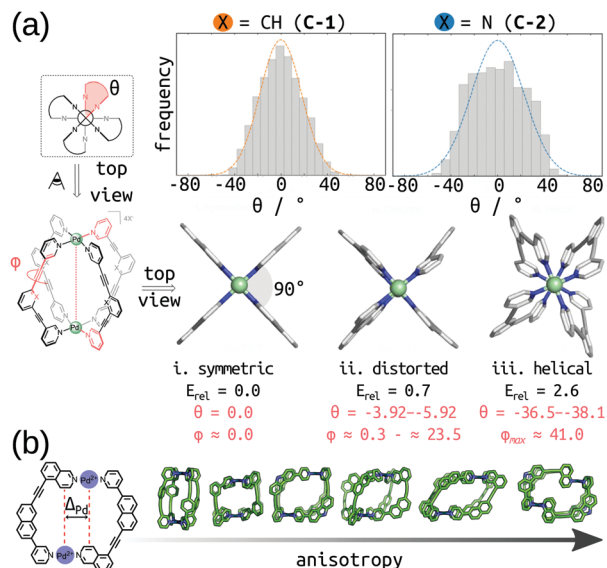 (a)
X = CH (C-1)
X = N (C-2)
frequency
-80 -40 0 40 80
θ / °
-80 -40 0 40 80
θ / °
θ
N N N N N N
X
top
view
4X-
Pd
N N N N
φ
X X
N N N N
Pd
top
view
90°
i. symmetric
E_rel = 0.0
θ = 0.0
φ ≈ 0.0
ii. distorted
E_rel = 0.7
θ = -3.92–-5.92
φ ≈ 0.3 - ≈ 23.5
iii. helical
E_rel = 2.6
θ = -36.5–-38.1
φ_max ≈ 41.0
(b)
N Pd2+ N
Δ_Pd
N Pd2+ N
anisotropy